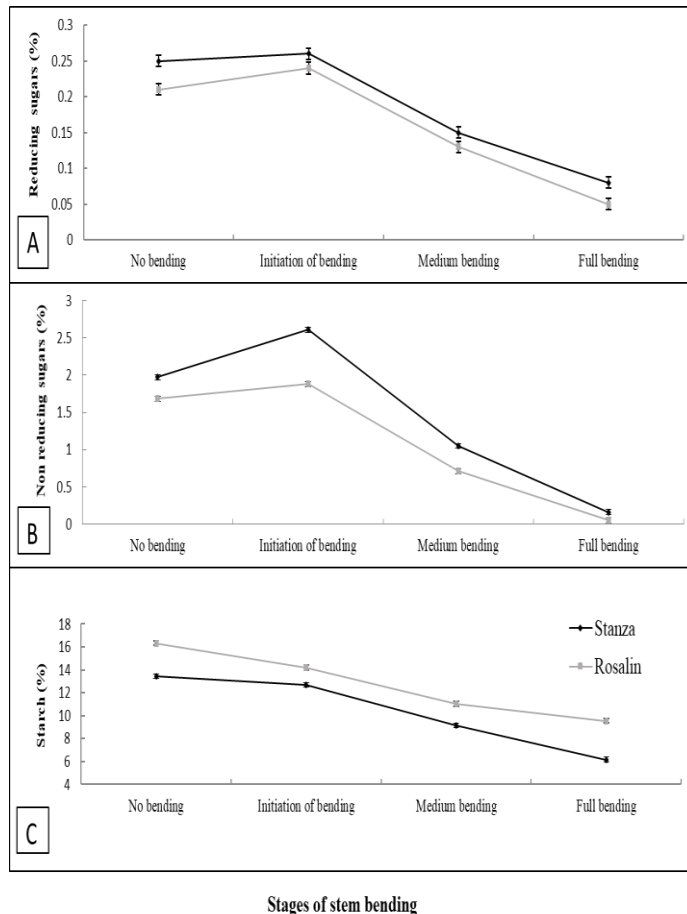 Reducing sugars (%)
0.3
0.25
0.2
0.15
0.1
0.05
0
A
No bending Initiation of bending Medium bending Full bending
Non reducing sugars (%)
3
2.5
2
1.5
1
0.5
0
B
No bending Initiation of bending Medium bending Full bending
Starch (%)
18
16
14
12
10
8
6
4
Stanza
Rosalin
C
No bending Initiation of bending Medium bending Full bending
Stages of stem bending